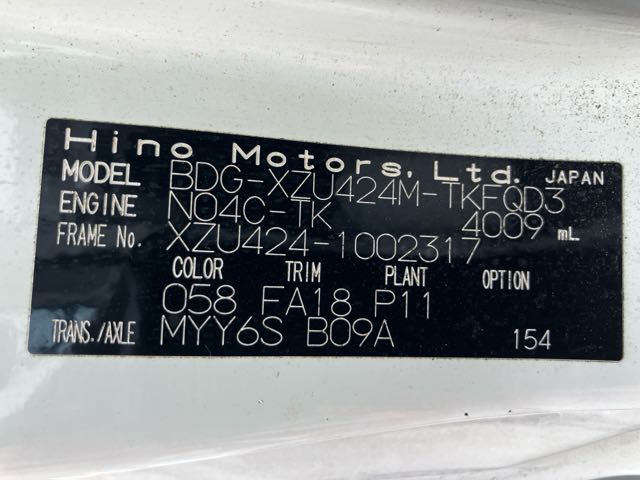 Hino Motors, Ltd. JAPAN
MODEL BDG-XZU424M-TKFQD3
ENGINE N04C-TK 4009 mL
FRAME No. XZU424-1002317
COLOR TRIM PLANT OPTION
058 FA18 P11
TRANS./AXLE MYY6S B09A 154